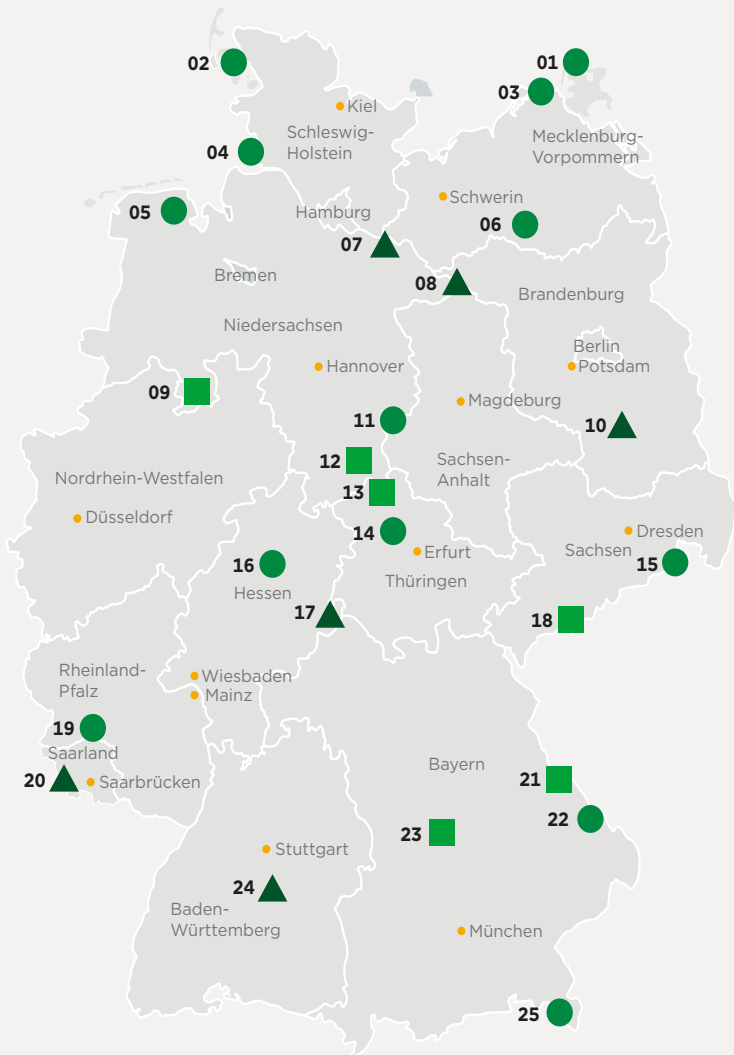 02
01
03
Kiel
Schleswig-
Holstein
Mecklenburg-
Vorpommern
04
05
Schwerin
Hamburg
06
07
08
Bremen
Brandenburg
Niedersachsen
Berlin
Potsdam
Hannover
09
Magdeburg
11
10
12
Sachsen-
Anhalt
13
Nordrhein-Westfalen
Düsseldorf
14
Dresden
Erfurt
Sachsen
15
16
Thüringen
Hessen
17
18
Rheinland-
Pfalz
Wiesbaden
Mainz
19
Saarland
20
Saarbrücken
Bayern
21
22
23
Stuttgart
24
Baden-
Württemberg
München
25